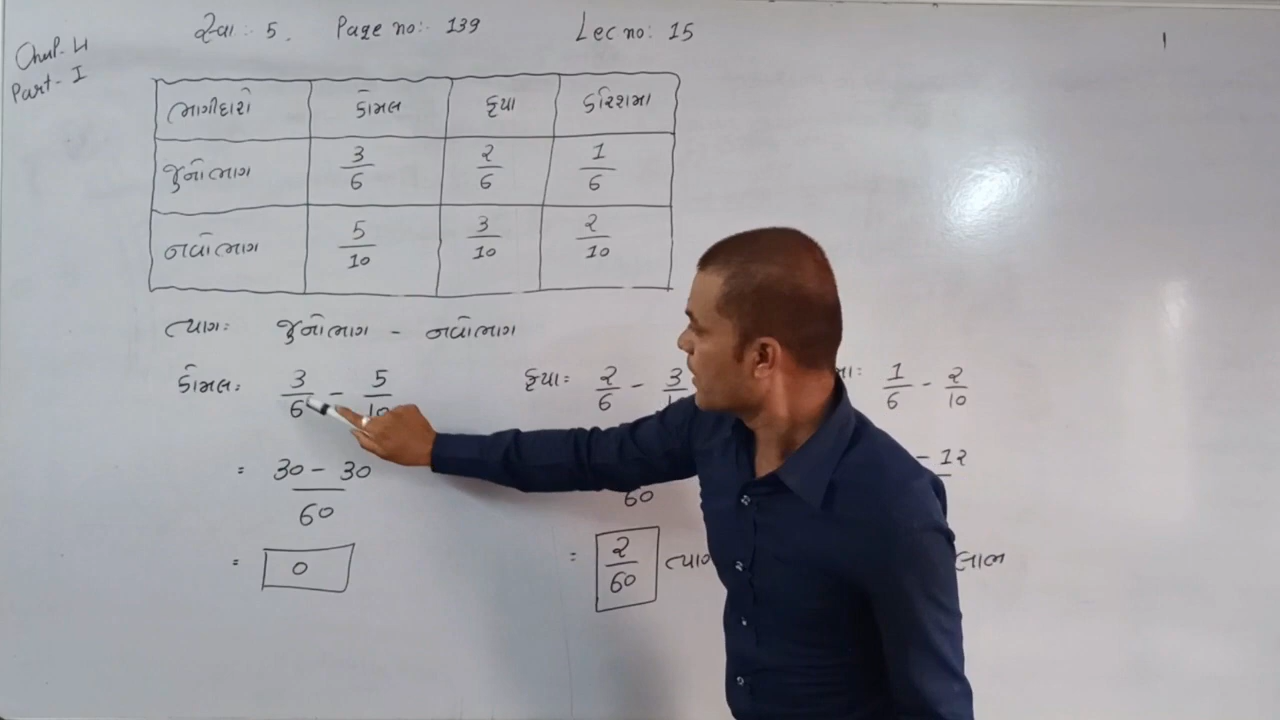 Chap. 4
Part - I
સ્વા :- 5. Page no:- 139 Lec no: 15
ભાગીદારો કોમલ કૃપા કરિશમા
જુનોભાગ 3/6 2/6 1/6
નવોભાગ 5/10 3/10 2/10
ત્યાગ: જુનોભાગ - નવોભાગ
કોમલ: 3/6 - 5/10 કૃપા: 2/6 - 3/ મા: 1/6 - 2/10
= 30 - 30 / 60 60 - 12
= 0 = 2/60 ત્યાગ લાભ